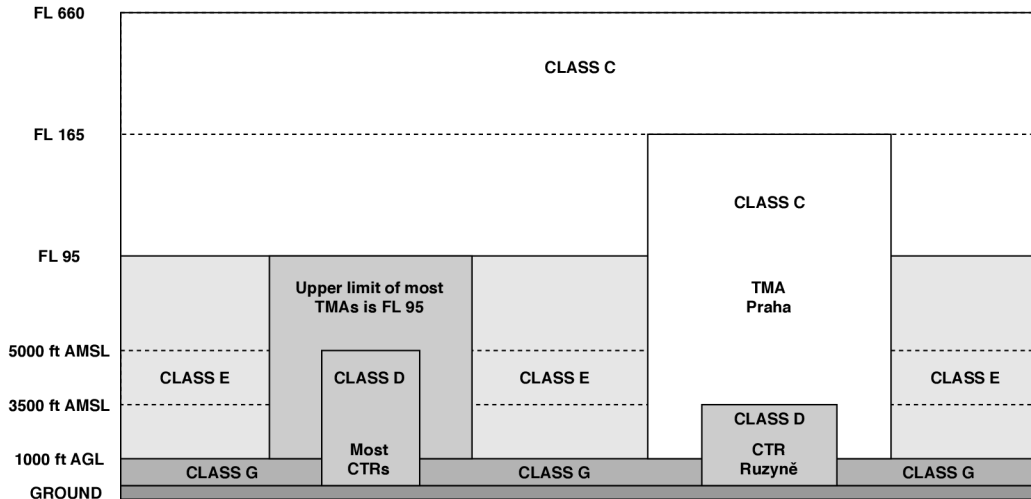 FL 660
CLASS C
FL 165
CLASS C
FL 95
Upper limit of most
TMAs is FL 95
TMA
Praha
5000 ft AMSL
CLASS E
CLASS D
CLASS E
CLASS E
3500 ft AMSL
CLASS D
Most
CTRs
CTR
Ruzyně
1000 ft AGL
CLASS G
CLASS G
CLASS G
GROUND